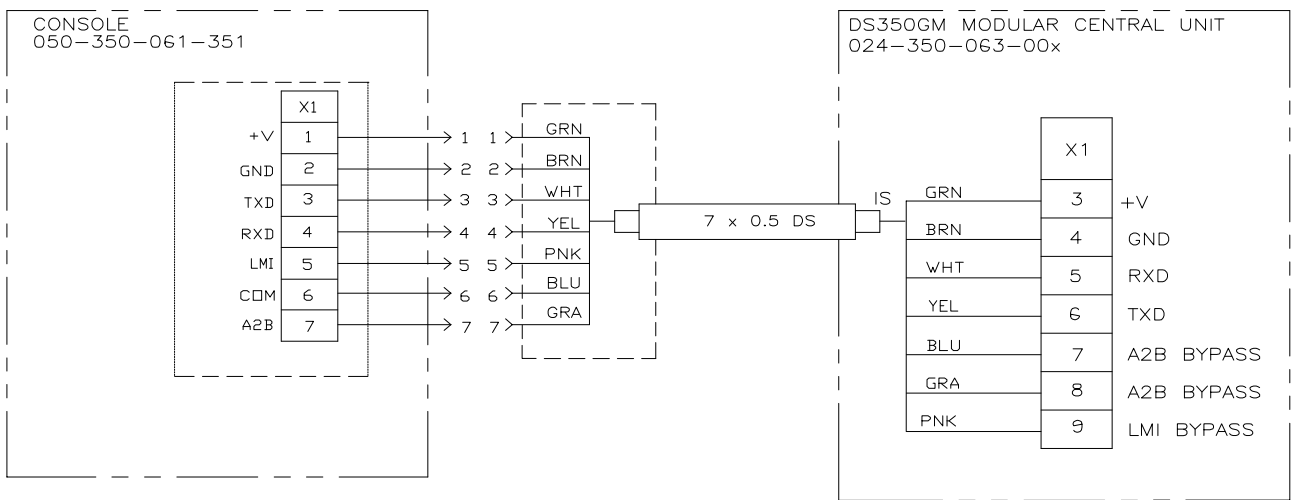 CONSOLE
050-350-061-351
DS350GM MODULAR CENTRAL UNIT
024-350-063-00x
X1
+V 1 1 1 GRN
GND 2 2 2 BRN
TXD 3 3 3 WHT
RXD 4 4 4 YEL
LMI 5 5 5 PNK
COM 6 6 6 BLU
A2B 7 7 7 GRA
7 x 0.5 DS
IS
X1
GRN 3 +V
BRN 4 GND
WHT 5 RXD
YEL 6 TXD
BLU 7 A2B BYPASS
GRA 8 A2B BYPASS
PNK 9 LMI BYPASS